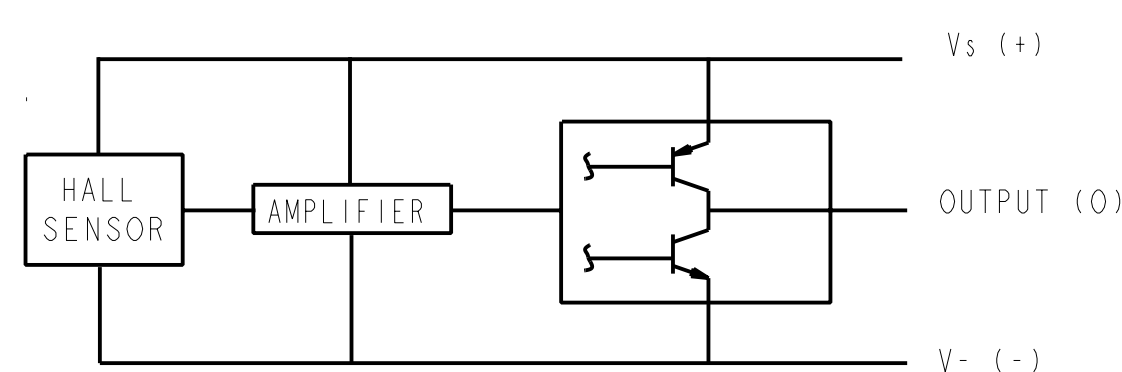 Vs (+)
HALL
SENSOR
AMPLIFIER
OUTPUT (O)
V- (-)